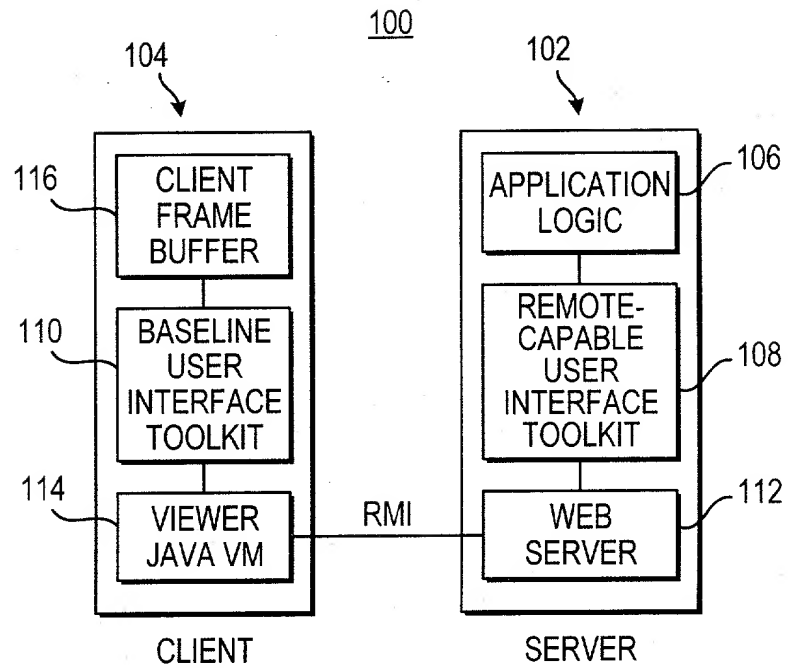 100
104
102
116
CLIENT
FRAME
BUFFER
APPLICATION
LOGIC
106
110
BASELINE
USER
INTERFACE
TOOLKIT
REMOTE-
CAPABLE
USER
INTERFACE
TOOLKIT
108
114
VIEWER
JAVA VM
RMI
WEB
SERVER
112
CLIENT
SERVER